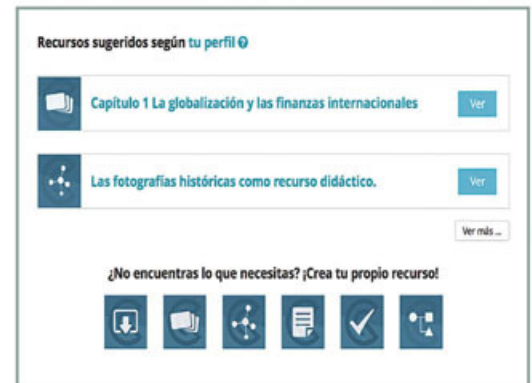 Recursos sugeridos según tu perfil
Capítulo 1 La globalización y las finanzas internacionales
Ver
Las fotografías históricas como recurso didáctico.
Ver
Ver más ...
¿No encuentras lo que necesitas? ¡Crea tu propio recurso!